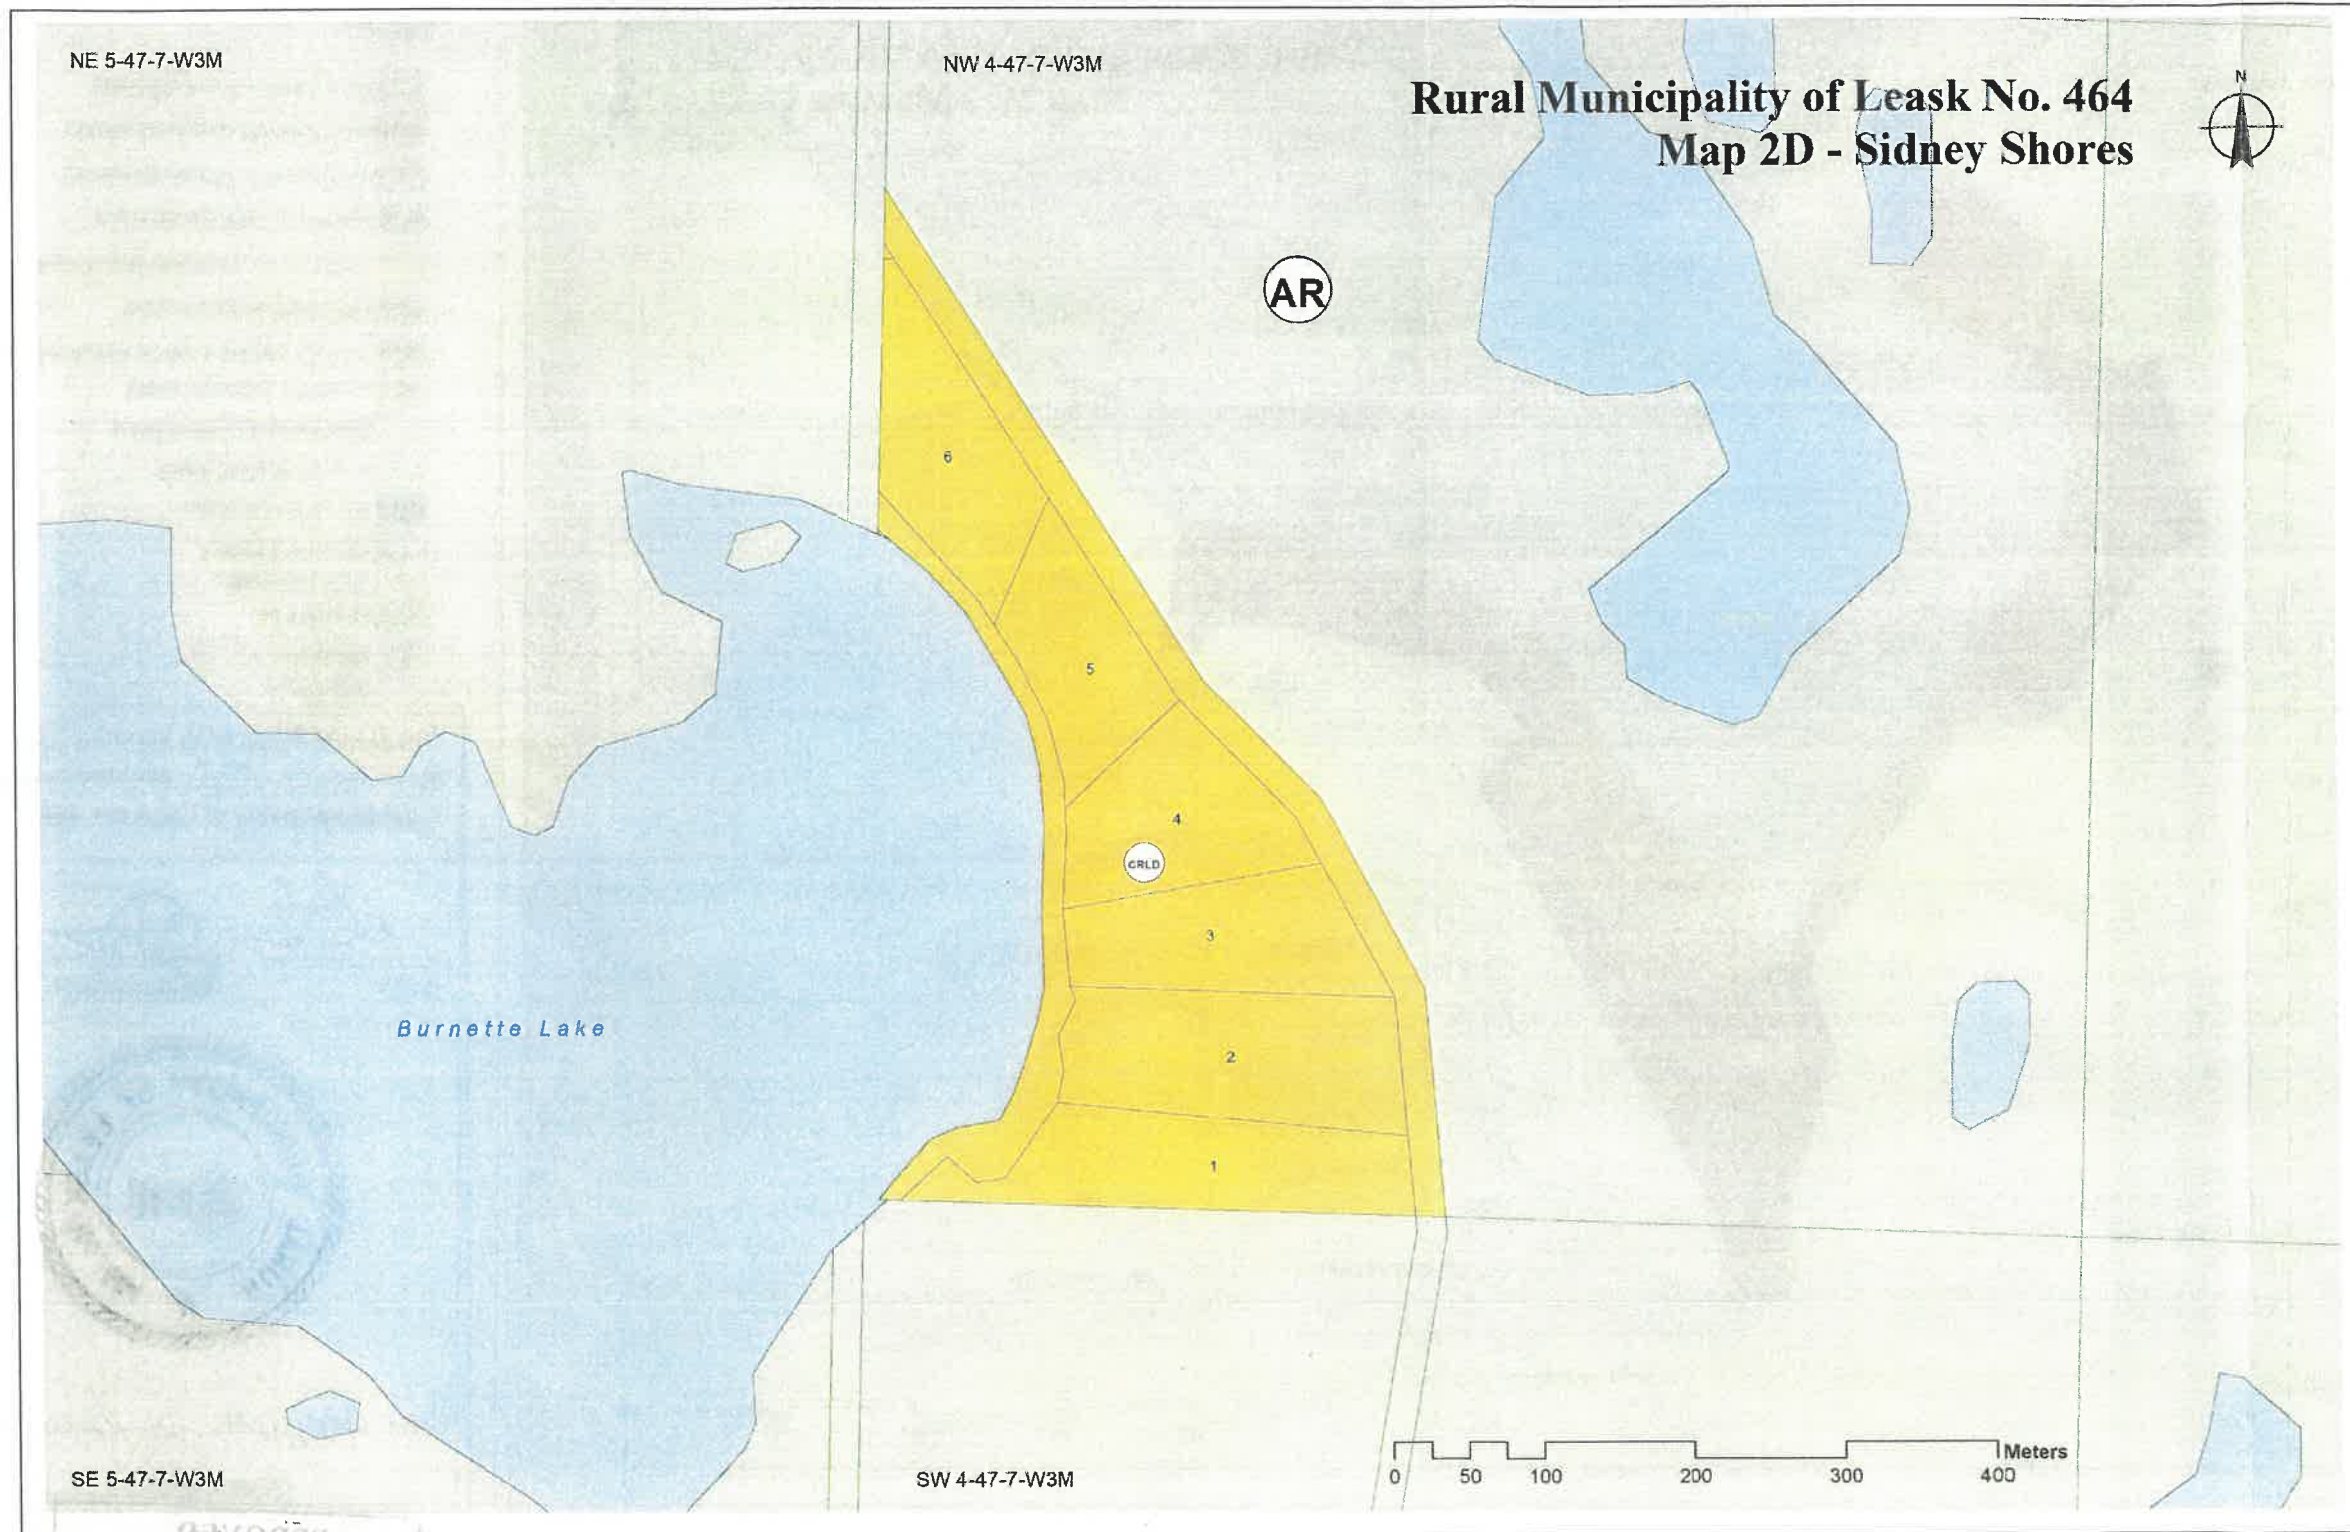 NE 5-47-7-W3M
NW 4-47-7-W3M
Rural Municipality of Leask No. 464
Map 2D - Sidney Shores
N
AR
6
5
4
CRLD
3
2
1
Burnette Lake
SE 5-47-7-W3M
SW 4-47-7-W3M
Meters
0 50 100 200 300 400